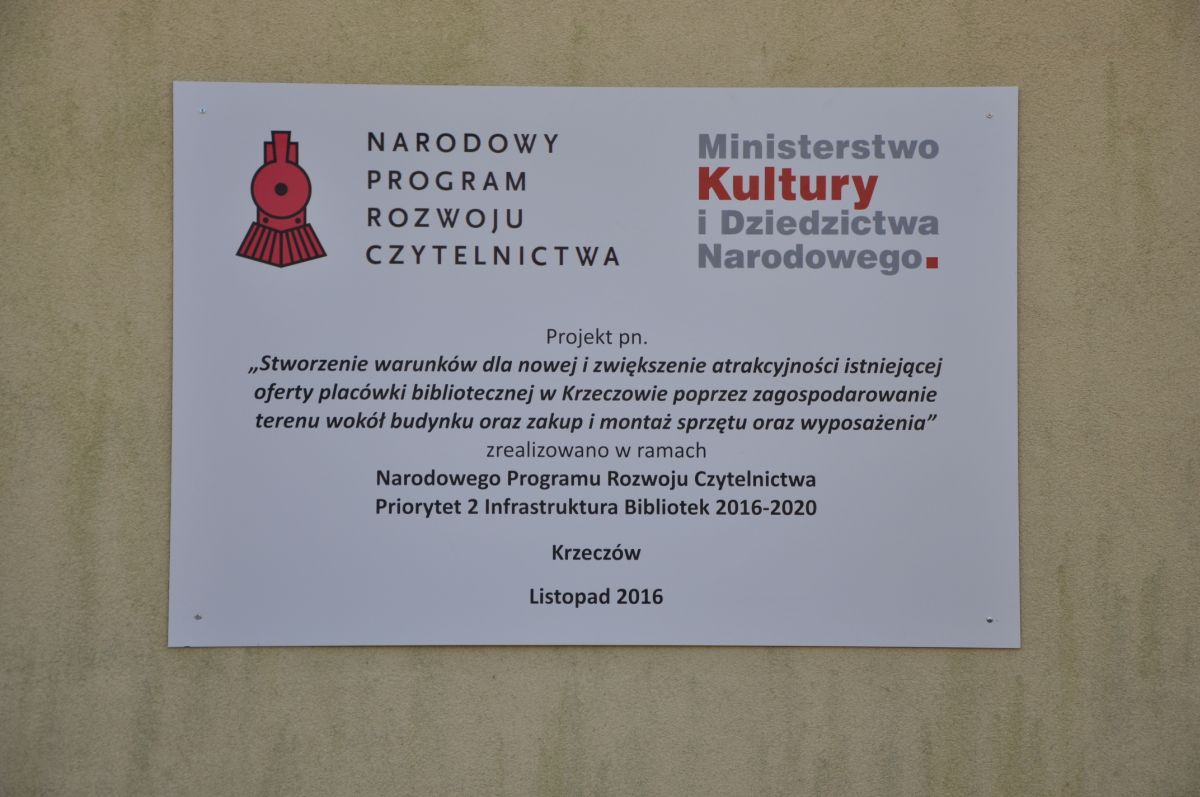 NARODOWY
PROGRAM
ROZWOJU
CZYTELNICTWA
Ministerstwo
Kultury
i Dziedzictwa
Narodowego.
Projekt pn.
„Stworzenie warunków dla nowej i zwiększenie atrakcyjności istniejącej
oferty placówki bibliotecznej w Krzeczowie poprzez zagospodarowanie
terenu wokół budynku oraz zakup i montaż sprzętu oraz wyposażenia”
zrealizowano w ramach
Narodowego Programu Rozwoju Czytelnictwa
Priorytet 2 Infrastruktura Bibliotek 2016-2020
Krzeczów
Listopad 2016